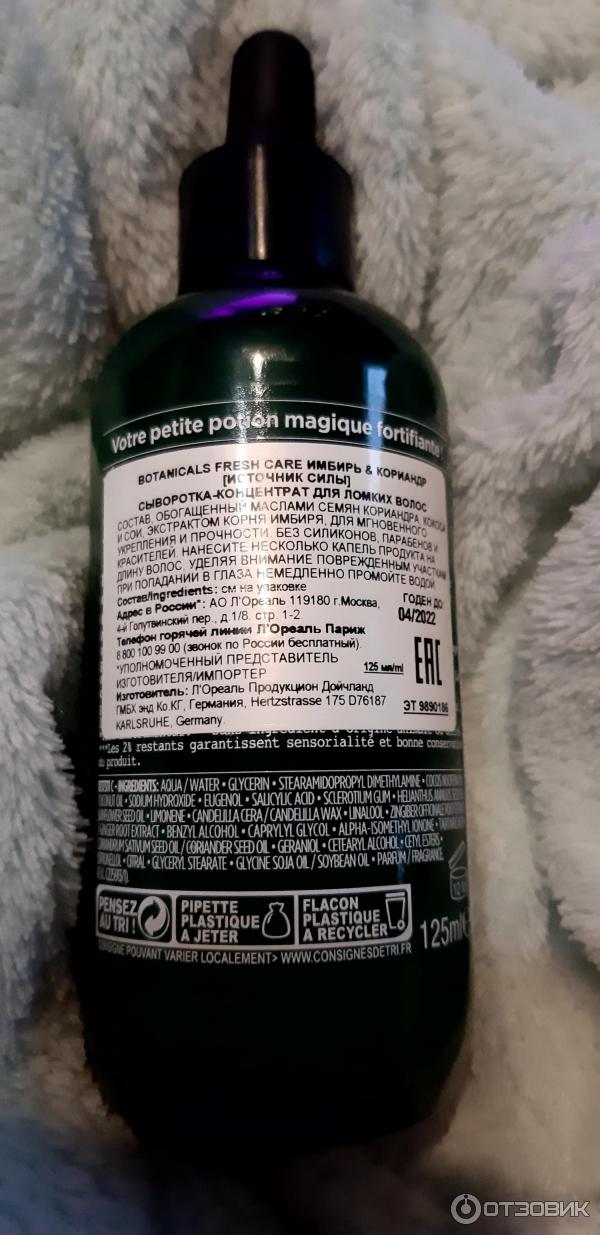 Votre petite potion magique fortifiante !
BOTANICALS FRESH CARE ИМБИРЬ & КОРИАНДР
[ИСТОЧНИК СИЛЫ]
СЫВОРОТКА-КОНЦЕНТРАТ ДЛЯ ЛОМКИХ ВОЛОС
СОСТАВ, ОБОГАЩЕННЫЙ МАСЛАМИ СЕМЯН КОРИАНДРА, КОКОСА
И СОИ, ЭКСТРАКТОМ КОРНЯ ИМБИРЯ, ДЛЯ МГНОВЕННОГО
УКРЕПЛЕНИЯ И ПРОЧНОСТИ. БЕЗ СИЛИКОНОВ, ПАРАБЕНОВ И
КРАСИТЕЛЕЙ. НАНЕСИТЕ НЕСКОЛЬКО КАПЕЛЬ ПРОДУКТА НА
ДЛИНУ ВОЛОС, УДЕЛЯЯ ВНИМАНИЕ ПОВРЕЖДЕННЫМ УЧАСТКАМ
ПРИ ПОПАДАНИИ В ГЛАЗА НЕМЕДЛЕННО ПРОМОЙТЕ ВОДОЙ
Состав/Ingredients: см на упаковке
Адрес в России*: АО Л'Ореаль 119180 г.Москва,
4-й Голутвинский пер., д.1/8. стр. 1-2.
Телефон горячей линии Л'Ореаль Париж
8 800 100 99 00 (звонок по России бесплатный).
*УПОЛНОМОЧЕННЫЙ ПРЕДСТАВИТЕЛЬ
ИЗГОТОВИТЕЛЯ/ИМПОРТЕР
Изготовитель: Л'Ореаль Продукцион Дойчланд
ГМБХ энд Ко.КГ, Германия, Hertzstrasse 175 D76187
KARLSRUHE, Germany.
ГОДЕН ДО:
04/2022
EAC
125 мл/ml
ЭТ 9890186
***Les 2% restants garantissent sensorialité et bonne
du produit.
INGREDIENTS: AQUA / WATER • GLYCERIN • STEARAMIDOPROPYL DIMETHYLAMINE • COCOS
COCONUT OIL • SODIUM HYDROXIDE • EUGENOL • SALICYLIC ACID • SCLEROTIUM GUM • HELIANTHUS ANNUUS
SEED OIL • LIMONENE • CANDELILLA CERA / CANDELILLA WAX • LINALOOL • ZINGIBER OFFICINALE
GINGER ROOT EXTRACT • BENZYL ALCOHOL • CAPRYLYL GLYCOL • ALPHA-ISOMETHYL IONONE •
SATIVUM SEED OIL / CORIANDER SEED OIL • GERANIOL • CETEARYL ALCOHOL • CETYL ESTERS •
• CITRAL • GLYCERYL STEARATE • GLYCINE SOJA OIL / SOYBEAN OIL • PARFUM / FRAGRANCE
PENSEZ
AU TRI !
PIPETTE
PLASTIQUE
À JETER
FLACON
PLASTIQUE
À RECYCLER
CONSIGNE POUVANT VARIER LOCALEMENT> WWW.CONSIGNESDETRI.FR
125ml
ОТЗОВИК